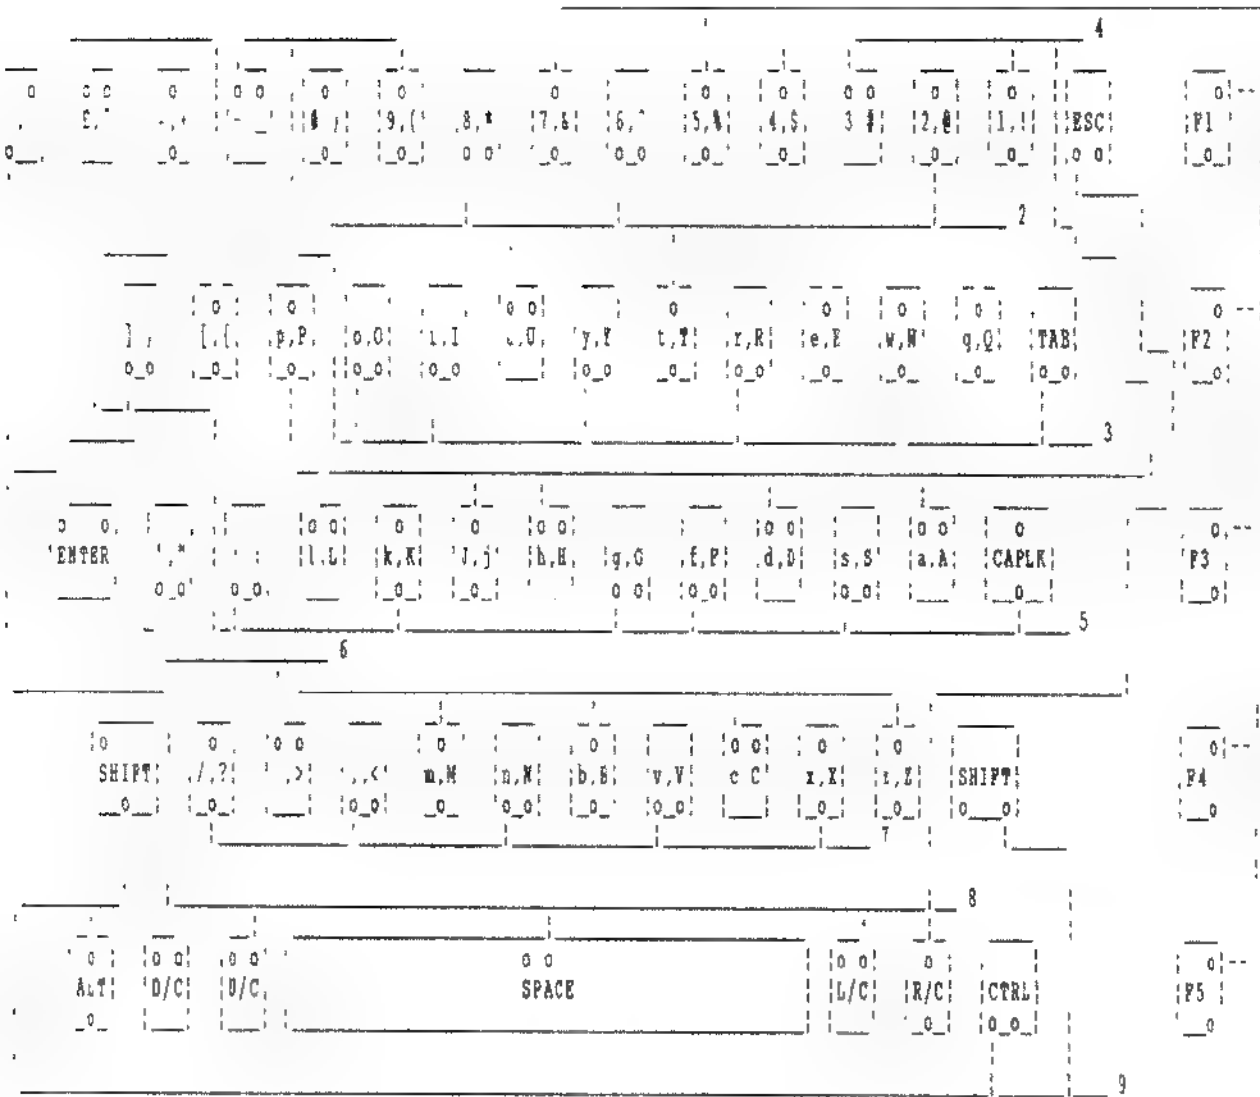 4
£, 9,( 8,* 7,& 6,^ 5,% 4,$ 3 # 2,@ 1,! ESC F1
2
[,{ p,P o,O i,I U y,Y t,T r,R e,E w,W q,Q TAB F2
3
ENTER l,L k,K J,j h,H g,G f,F d,D s,S a,A CAPLK F3
5
6
SHIFT /,? ,> ,< m,M n,N b,B v,V c C x,X z,Z SHIFT F4
7
8
ALT D/C U/C SPACE L/C R/C CTRL F5
9